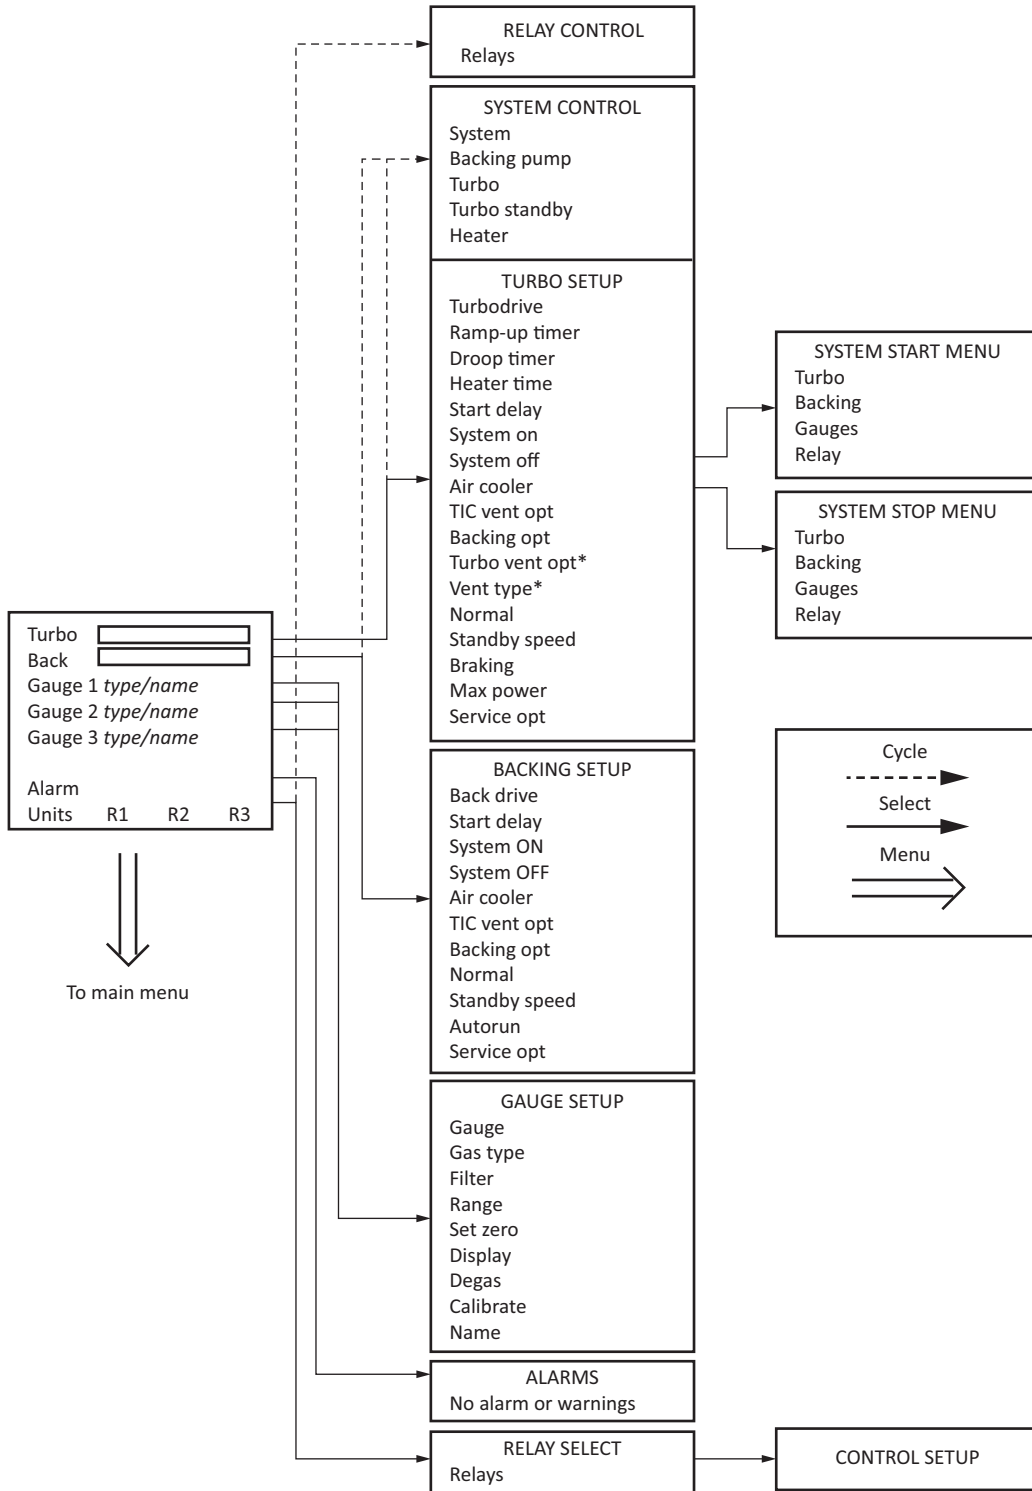 RELAY CONTROL
Relays
SYSTEM CONTROL
System
Backing pump
Turbo
Turbo standby
Heater
TURBO SETUP
Turbodrive
Ramp-up timer
Droop timer
Heater time
Start delay
System on
System off
Air cooler
TIC vent opt
Backing opt
Turbo vent opt*
Vent type*
Normal
Standby speed
Braking
Max power
Service opt
SYSTEM START MENU
Turbo
Backing
Gauges
Relay
SYSTEM STOP MENU
Turbo
Backing
Gauges
Relay
Turbo
Back
Gauge 1 type/name
Gauge 2 type/name
Gauge 3 type/name
Alarm
Units R1 R2 R3
To main menu
BACKING SETUP
Back drive
Start delay
System ON
System OFF
Air cooler
TIC vent opt
Backing opt
Normal
Standby speed
Autorun
Service opt
Cycle
Select
Menu
GAUGE SETUP
Gauge
Gas type
Filter
Range
Set zero
Display
Degas
Calibrate
Name
ALARMS
No alarm or warnings
RELAY SELECT
Relays
CONTROL SETUP